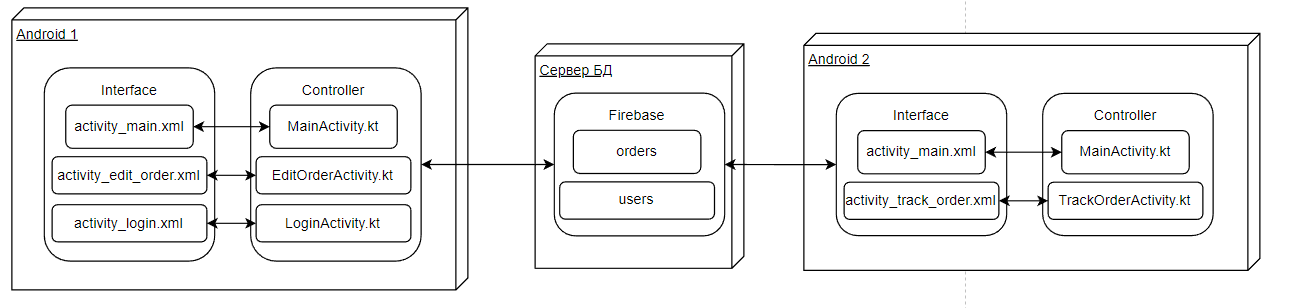 Android 1
Interface
activity_main.xml
activity_edit_order.xml
activity_login.xml
Controller
MainActivity.kt
EditOrderActivity.kt
LoginActivity.kt
Сервер БД
Firebase
orders
users
Android 2
Interface
activity_main.xml
activity_track_order.xml
Controller
MainActivity.kt
TrackOrderActivity.kt